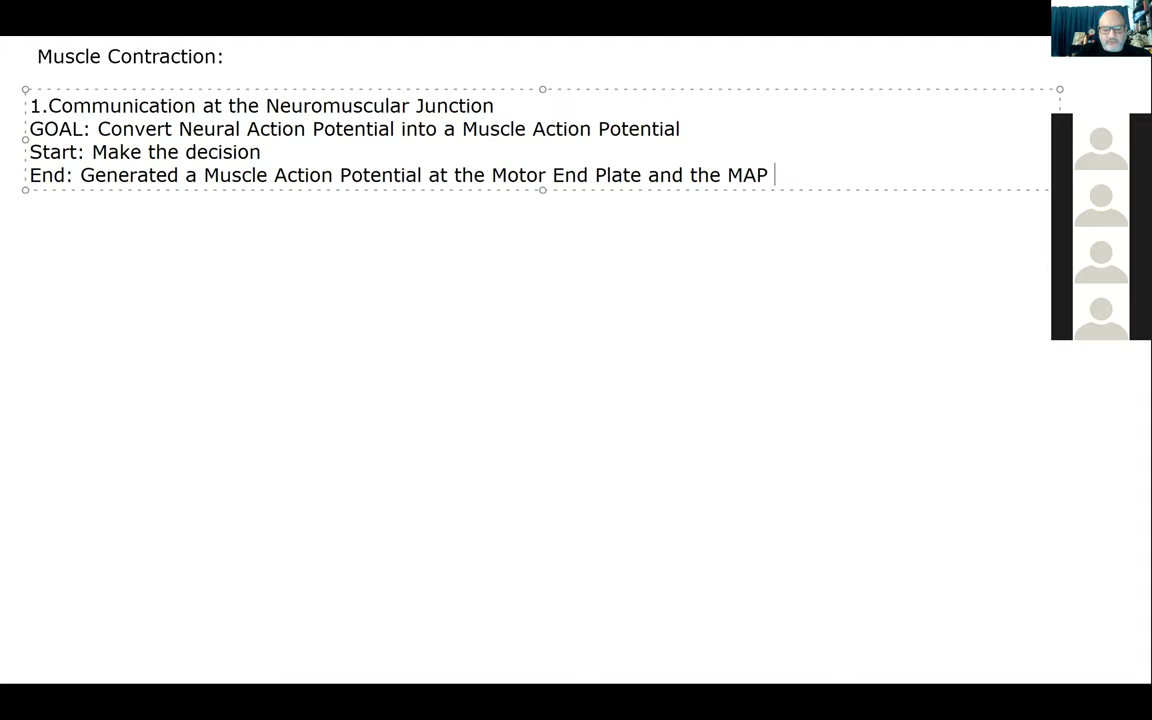 Muscle Contraction:
1.Communication at the Neuromuscular Junction
GOAL: Convert Neural Action Potential into a Muscle Action Potential
Start: Make the decision
End: Generated a Muscle Action Potential at the Motor End Plate and the MAP